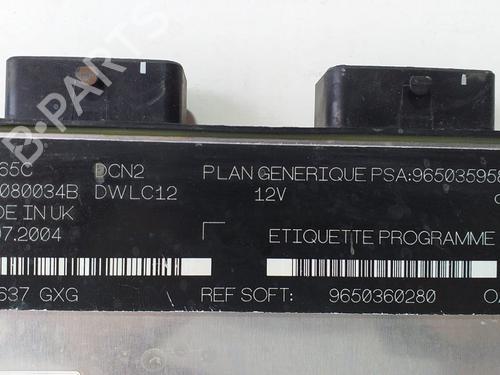 B-PARTS
65C DCN2 PLAN GENERIQUE PSA:965035958
080034B DWLC12 12V
DE IN UK
07.2004 ETIQUETTE PROGRAMME
637 GXG REF SOFT: 9650360280